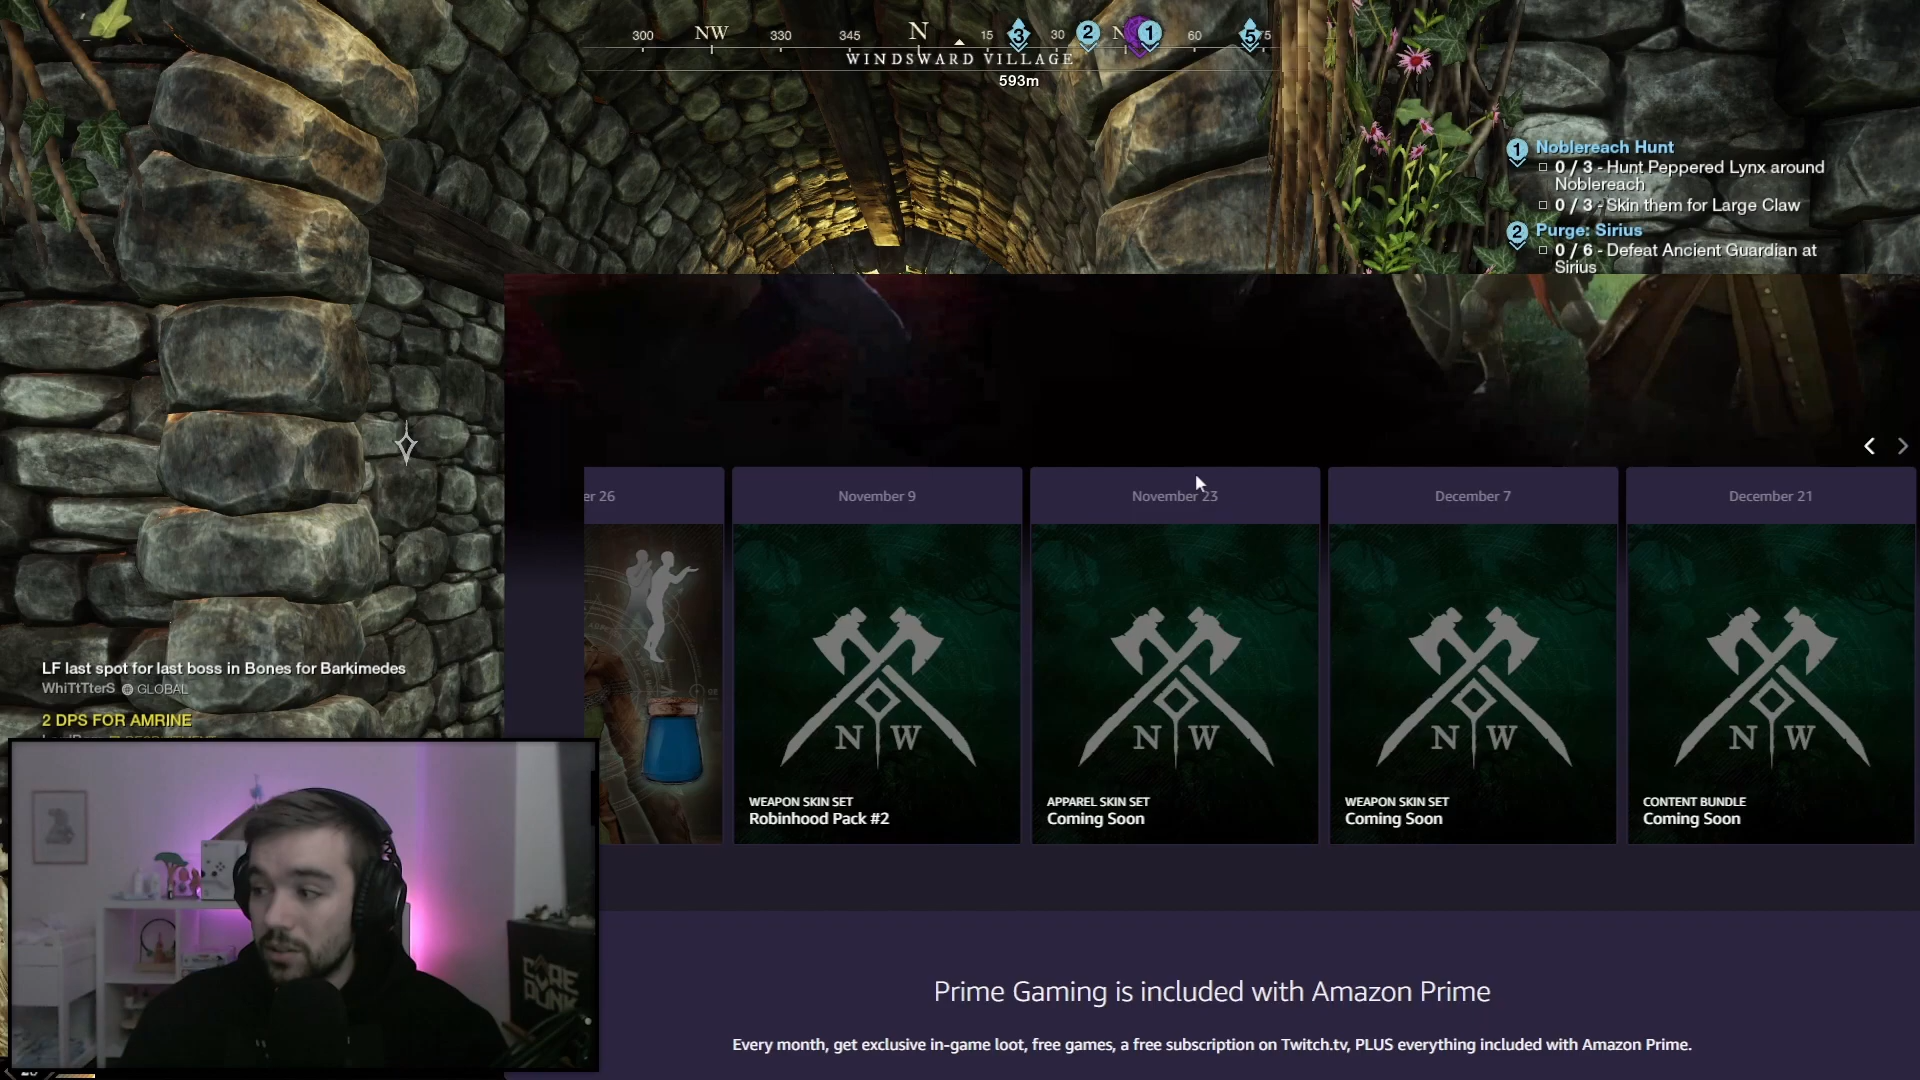 300 NW 330 345 N 15 3 30 2 1 60 5
WINDSWARD VILLAGE
593m
1 Noblereach Hunt
0 / 3 - Hunt Peppered Lynx around
Noblereach
0 / 3 - Skin them for Large Claw
2 Purge: Sirius
0 / 6 - Defeat Ancient Guardian at
Sirius
er 26
November 9
November 23
December 7
December 21
N W
N W
N W
N W
WEAPON SKIN SET
Robinhood Pack #2
APPAREL SKIN SET
Coming Soon
WEAPON SKIN SET
Coming Soon
CONTENT BUNDLE
Coming Soon
LF last spot for last boss in Bones for Barkimedes
WhiTtTterS GLOBAL
2 DPS FOR AMRINE
CORE
PUNK
Prime Gaming is included with Amazon Prime
Every month, get exclusive in-game loot, free games, a free subscription on Twitch.tv, PLUS everything included with Amazon Prime.